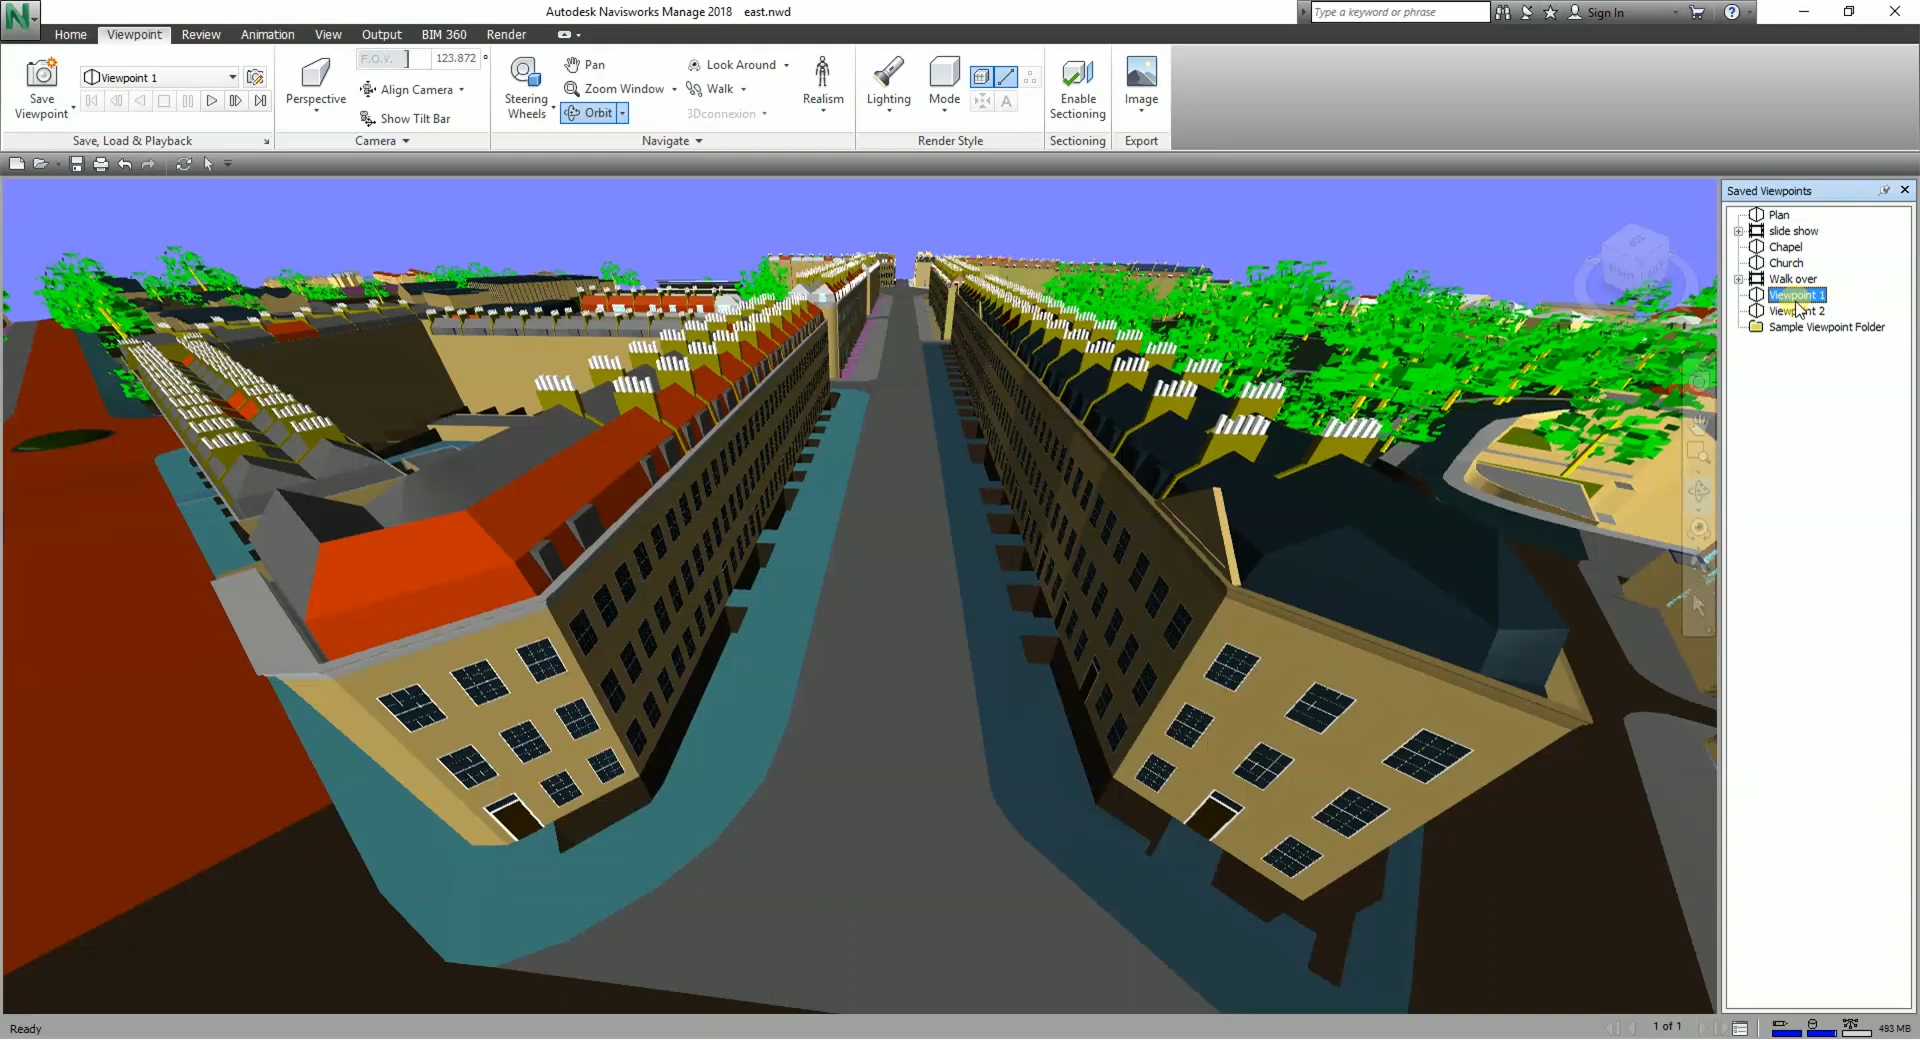 Autodesk Navisworks Manage 2018 east.nwd
Type a keyword or phrase
Sign In
Home Viewpoint Review Animation View Output BIM 360 Render
Save
Viewpoint
Viewpoint 1
Save, Load & Playback
Perspective
F.O.V.
123.872 °
Align Camera
Show Tilt Bar
Camera
Steering
Wheels
Pan
Zoom Window
Orbit
Look Around
Walk
3Dconnexion
Navigate
Realism
Lighting
Mode
A
Render Style
Enable
Sectioning
Sectioning
Image
Export
Saved Viewpoints
Plan
slide show
Chapel
Church
Walk over
Viewpoint 1
Viewpoint 2
Sample Viewpoint Folder
Ready
1 of 1
493 MB